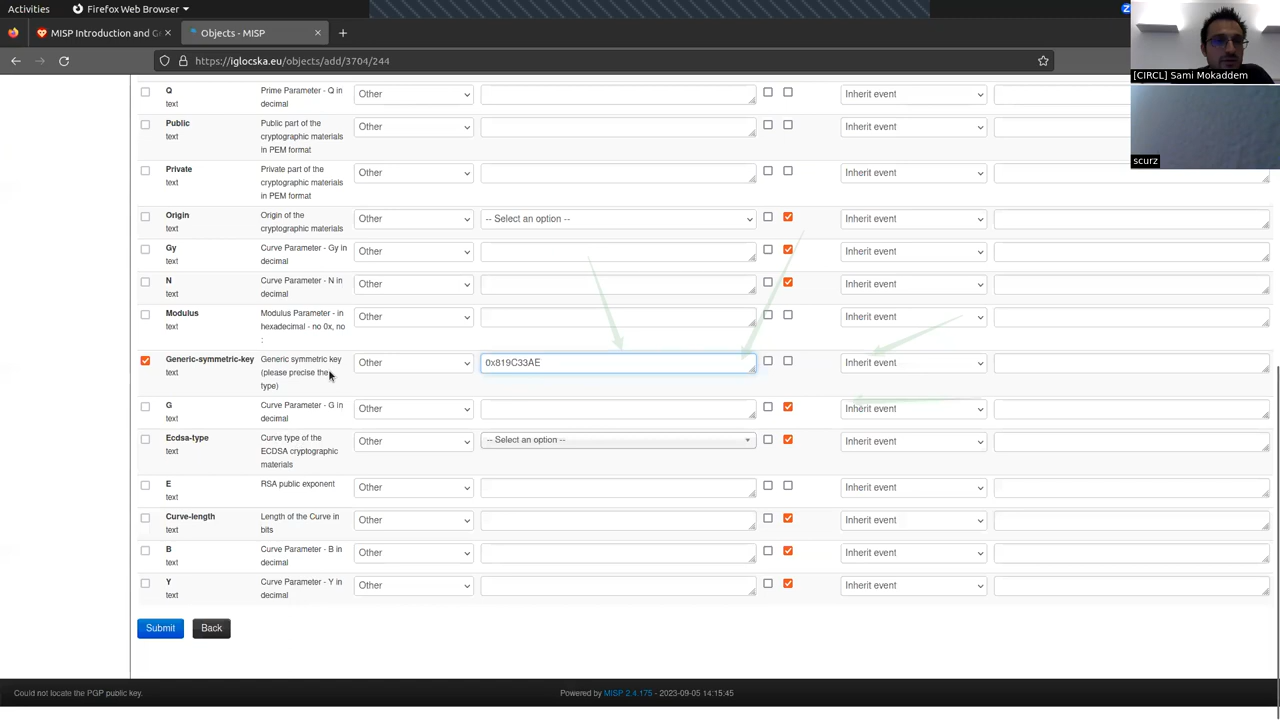 Activities
Firefox Web Browser
MISP Introduction and G
Objects - MISP
https://iglocska.eu/objects/add/3704/244
[CIRCL] Sami Mokaddem
scurz
Q
text
Prime Parameter - Q in
decimal
Other
Inherit event
Public
text
Public part of the
cryptographic materials
in PEM format
Other
Inherit event
Private
text
Private part of the
cryptographic materials
in PEM format
Other
Inherit event
Origin
text
Origin of the
cryptographic materials
Other
-- Select an option --
Inherit event
Gy
text
Curve Parameter - Gy in
decimal
Other
Inherit event
N
text
Curve Parameter - N in
decimal
Other
Inherit event
Modulus
text
Modulus Parameter - in
hexadecimal - no 0x, no
:
Other
Inherit event
Generic-symmetric-key
text
Generic symmetric key
(please precise the
type)
Other
0x819C33AE
Inherit event
G
text
Curve Parameter - G in
decimal
Other
Inherit event
Ecdsa-type
text
Curve type of the
ECDSA cryptographic
materials
Other
-- Select an option --
Inherit event
E
text
RSA public exponent
Other
Inherit event
Curve-length
text
Length of the Curve in
bits
Other
Inherit event
B
text
Curve Parameter - B in
decimal
Other
Inherit event
Y
text
Curve Parameter - Y in
decimal
Other
Inherit event
Submit
Back
Could not locate the PGP public key.
Powered by MISP 2.4.175 - 2023-09-05 14:15:45